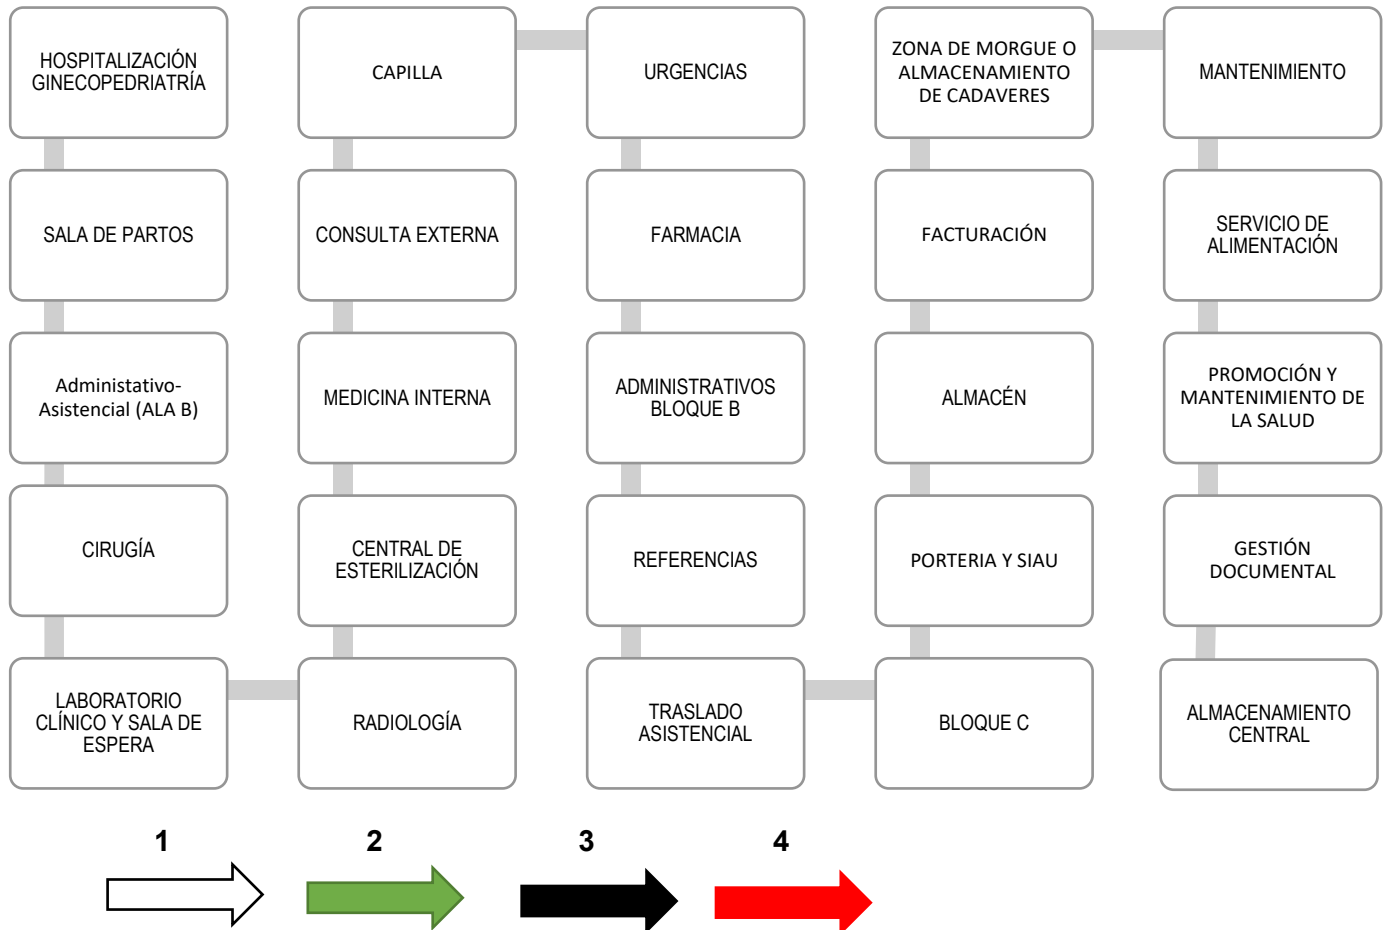 HOSPITALIZACIÓN
GINECOPEDRIATRÍA
CAPILLA
URGENCIAS
ZONA DE MORGUE O
ALMACENAMIENTO
DE CADAVERES
MANTENIMIENTO
SALA DE PARTOS
CONSULTA EXTERNA
FARMACIA
FACTURACIÓN
SERVICIO DE
ALIMENTACIÓN
Administativo-
Asistencial (ALA B)
MEDICINA INTERNA
ADMINISTRATIVOS
BLOQUE B
ALMACÉN
PROMOCIÓN Y
MANTENIMIENTO DE
LA SALUD
CIRUGÍA
CENTRAL DE
ESTERILIZACIÓN
REFERENCIAS
PORTERIA Y SIAU
GESTIÓN
DOCUMENTAL
LABORATORIO
CLÍNICO Y SALA DE
ESPERA
RADIOLOGÍA
TRASLADO
ASISTENCIAL
BLOQUE C
ALMACENAMIENTO
CENTRAL
1
2
3
4